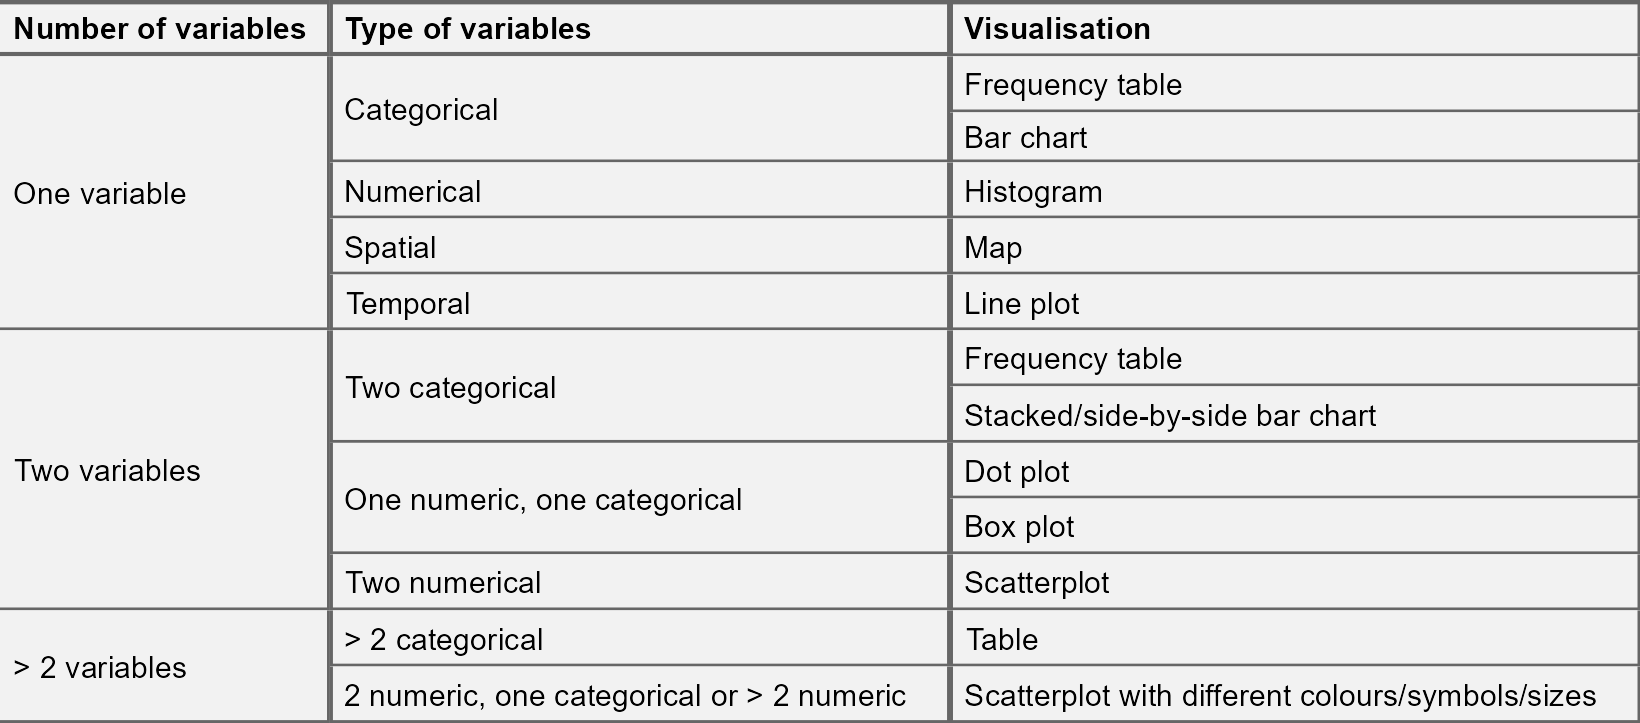 Number of variables
Type of variables
Visualisation
One variable
Categorical
Frequency table
Bar chart
Numerical
Histogram
Spatial
Map
Temporal
Line plot
Two variables
Two categorical
Frequency table
Stacked/side-by-side bar chart
One numeric, one categorical
Dot plot
Box plot
Two numerical
Scatterplot
> 2 variables
> 2 categorical
Table
2 numeric, one categorical or > 2 numeric
Scatterplot with different colours/symbols/sizes